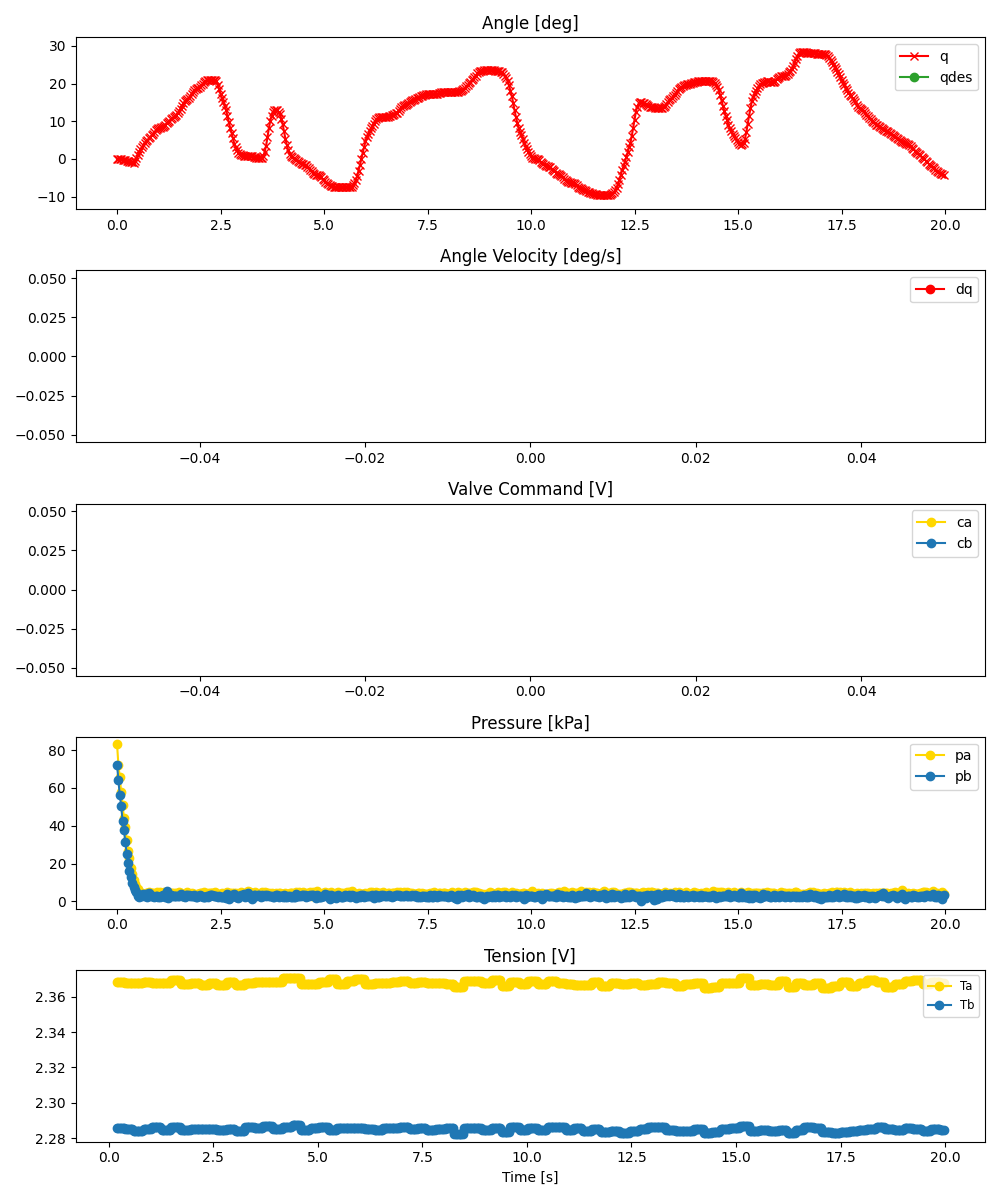 Angle [deg]
30
20
10
0
−10
q
qdes
0.0 2.5 5.0 7.5 10.0 12.5 15.0 17.5 20.0
Angle Velocity [deg/s]
0.050
0.025
0.000
−0.025
−0.050
dq
−0.04 −0.02 0.00 0.02 0.04
Valve Command [V]
0.050
0.025
0.000
−0.025
−0.050
ca
cb
−0.04 −0.02 0.00 0.02 0.04
Pressure [kPa]
80
60
40
20
0
pa
pb
0.0 2.5 5.0 7.5 10.0 12.5 15.0 17.5 20.0
Tension [V]
2.36
2.34
2.32
2.30
2.28
Ta
Tb
0.0 2.5 5.0 7.5 10.0 12.5 15.0 17.5 20.0
Time [s]